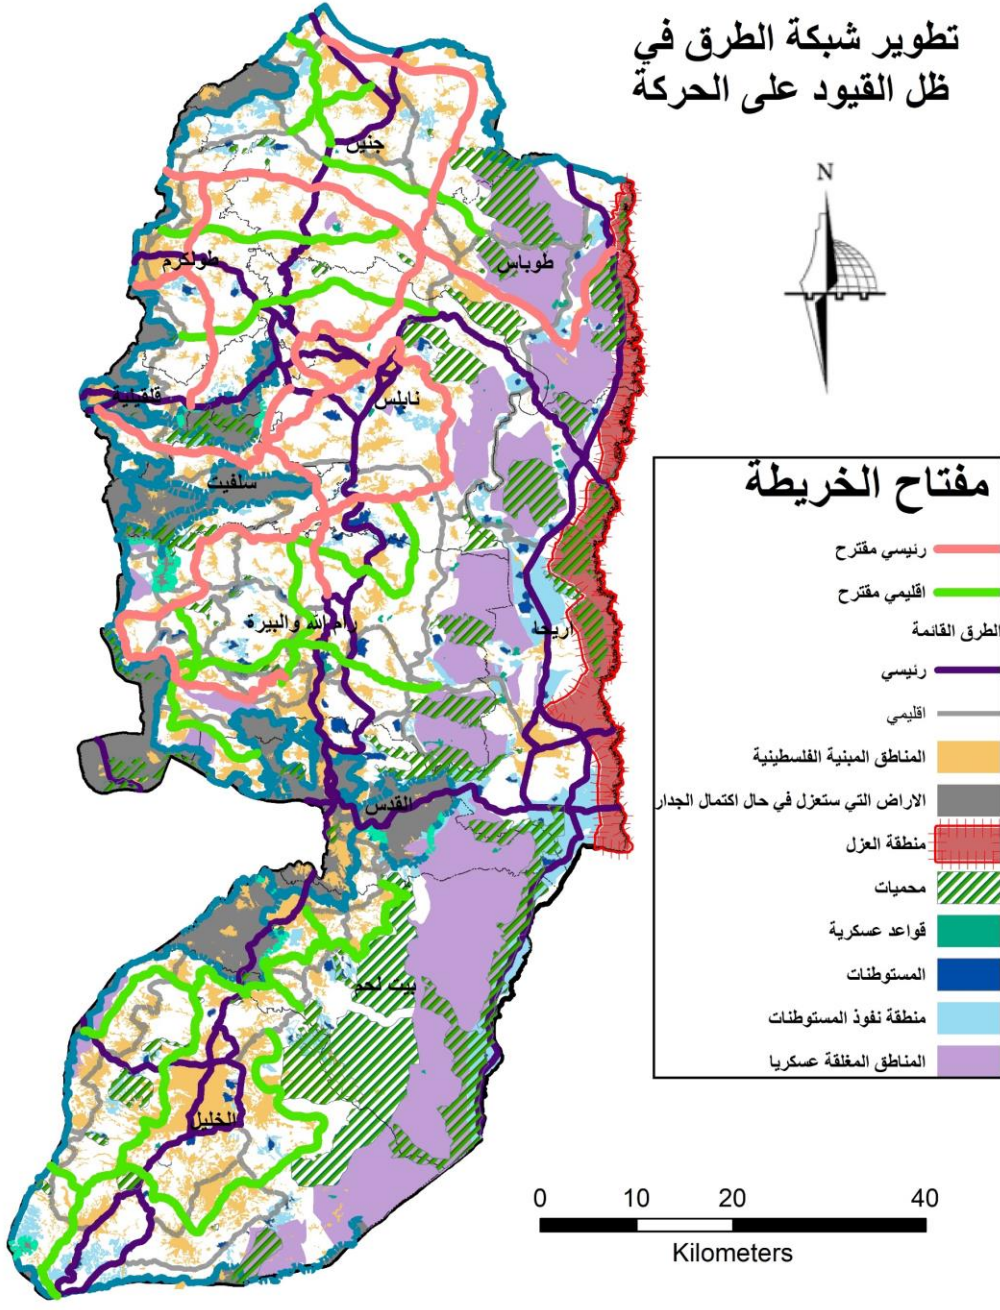 تطوير شبكة الطرق في
ظل القيود على الحركة
N
جنين
طولكرم
طوباس
قلقيلية
نابلس
سلفيت
رام الله والبيرة
اريحا
القدس
بيت لحم
الخليل
مفتاح الخريطة
رئيسي مقترح
اقليمي مقترح
الطرق القائمة
رئيسي
اقليمي
المناطق المبنية الفلسطينية
الاراض التي ستعزل في حال اكتمال الجدار
منطقة العزل
محميات
قواعد عسكرية
المستوطنات
منطقة نفوذ المستوطنات
المناطق المغلقة عسكريا
0 10 20 40
Kilometers